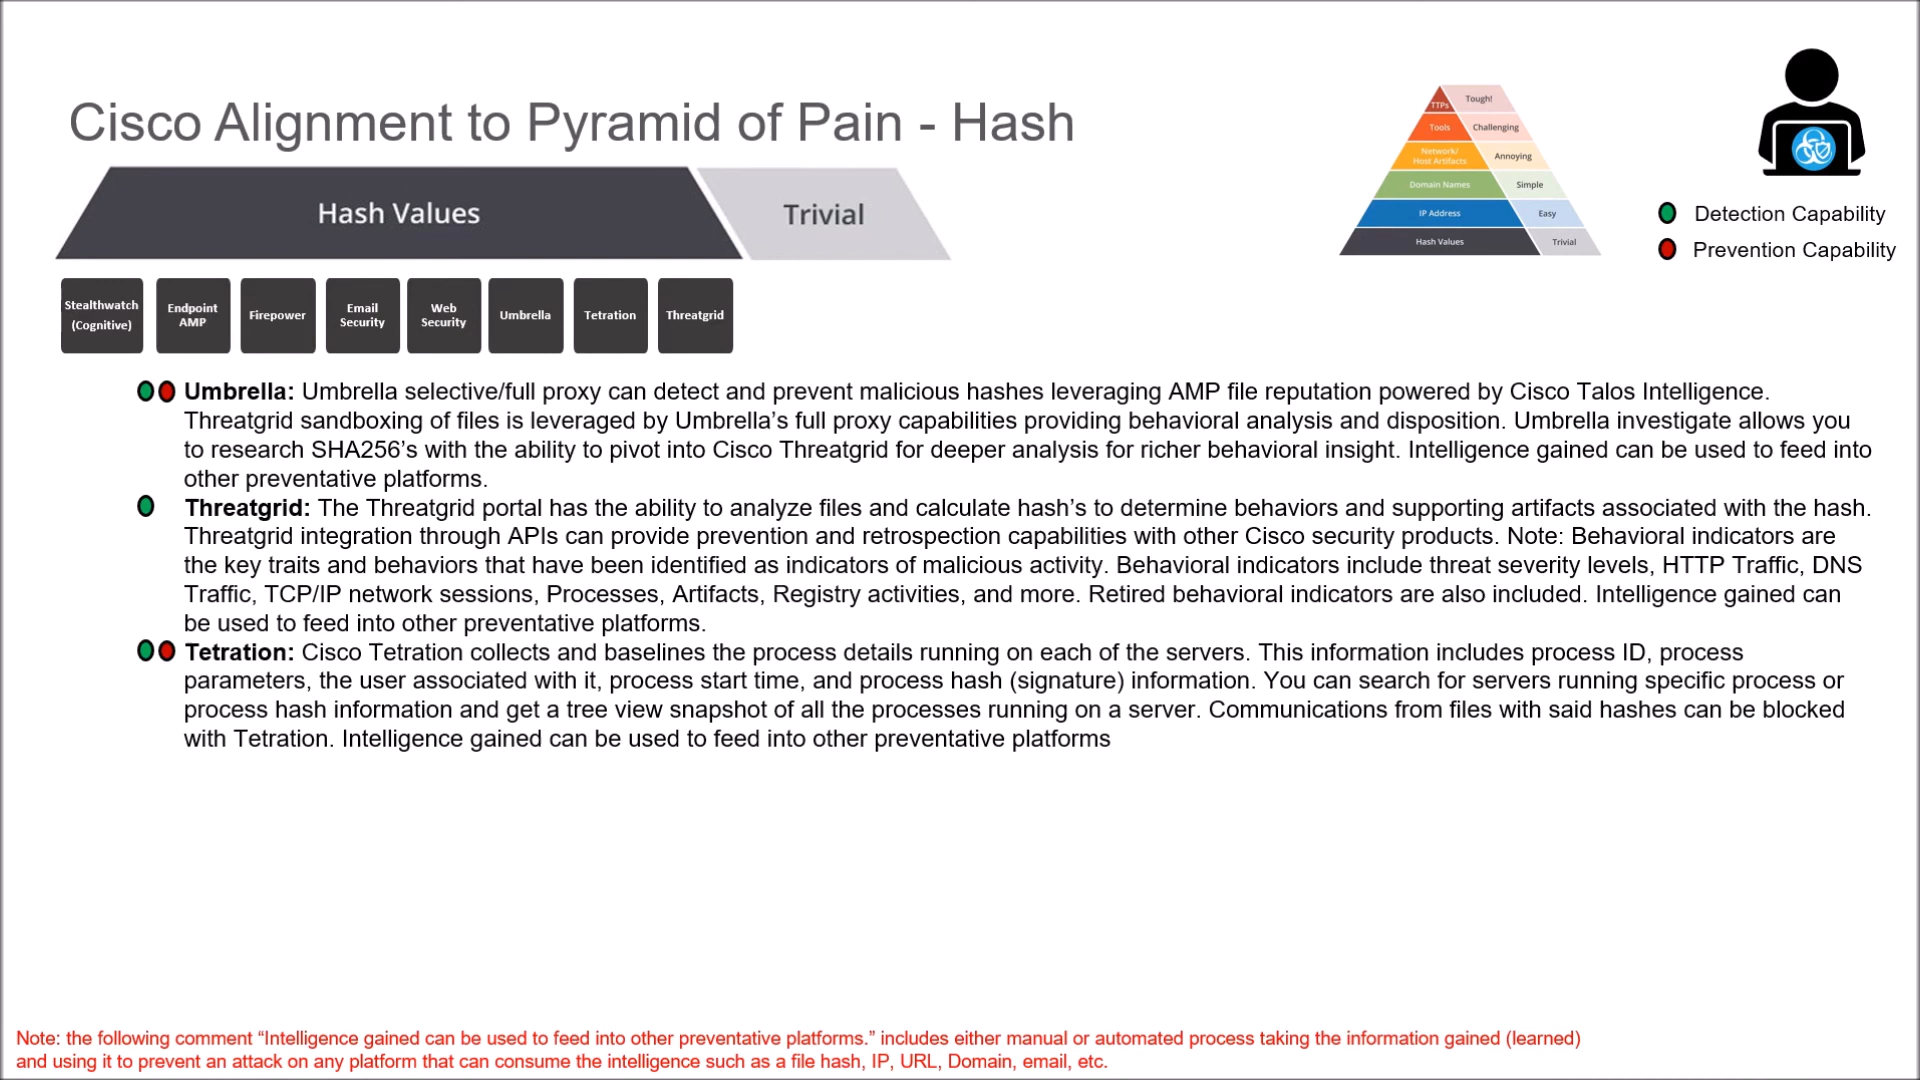 Cisco Alignment to Pyramid of Pain - Hash
Hash Values
Trivial
TTPs
Tough!
Tools
Challenging
Network/
Host Artifacts
Annoying
Domain Names
Simple
IP Address
Easy
Hash Values
Trivial
Detection Capability
Prevention Capability
Stealthwatch
(Cognitive)
Endpoint
AMP
Firepower
Email
Security
Web
Security
Umbrella
Tetration
Threatgrid
Umbrella: Umbrella selective/full proxy can detect and prevent malicious hashes leveraging AMP file reputation powered by Cisco Talos Intelligence.
Threatgrid sandboxing of files is leveraged by Umbrella’s full proxy capabilities providing behavioral analysis and disposition. Umbrella investigate allows you
to research SHA256’s with the ability to pivot into Cisco Threatgrid for deeper analysis for richer behavioral insight. Intelligence gained can be used to feed into
other preventative platforms.
Threatgrid: The Threatgrid portal has the ability to analyze files and calculate hash’s to determine behaviors and supporting artifacts associated with the hash.
Threatgrid integration through APIs can provide prevention and retrospection capabilities with other Cisco security products. Note: Behavioral indicators are
the key traits and behaviors that have been identified as indicators of malicious activity. Behavioral indicators include threat severity levels, HTTP Traffic, DNS
Traffic, TCP/IP network sessions, Processes, Artifacts, Registry activities, and more. Retired behavioral indicators are also included. Intelligence gained can
be used to feed into other preventative platforms.
Tetration: Cisco Tetration collects and baselines the process details running on each of the servers. This information includes process ID, process
parameters, the user associated with it, process start time, and process hash (signature) information. You can search for servers running specific process or
process hash information and get a tree view snapshot of all the processes running on a server. Communications from files with said hashes can be blocked
with Tetration. Intelligence gained can be used to feed into other preventative platforms
Note: the following comment “Intelligence gained can be used to feed into other preventative platforms.” includes either manual or automated process taking the information gained (learned)
and using it to prevent an attack on any platform that can consume the intelligence such as a file hash, IP, URL, Domain, email, etc.